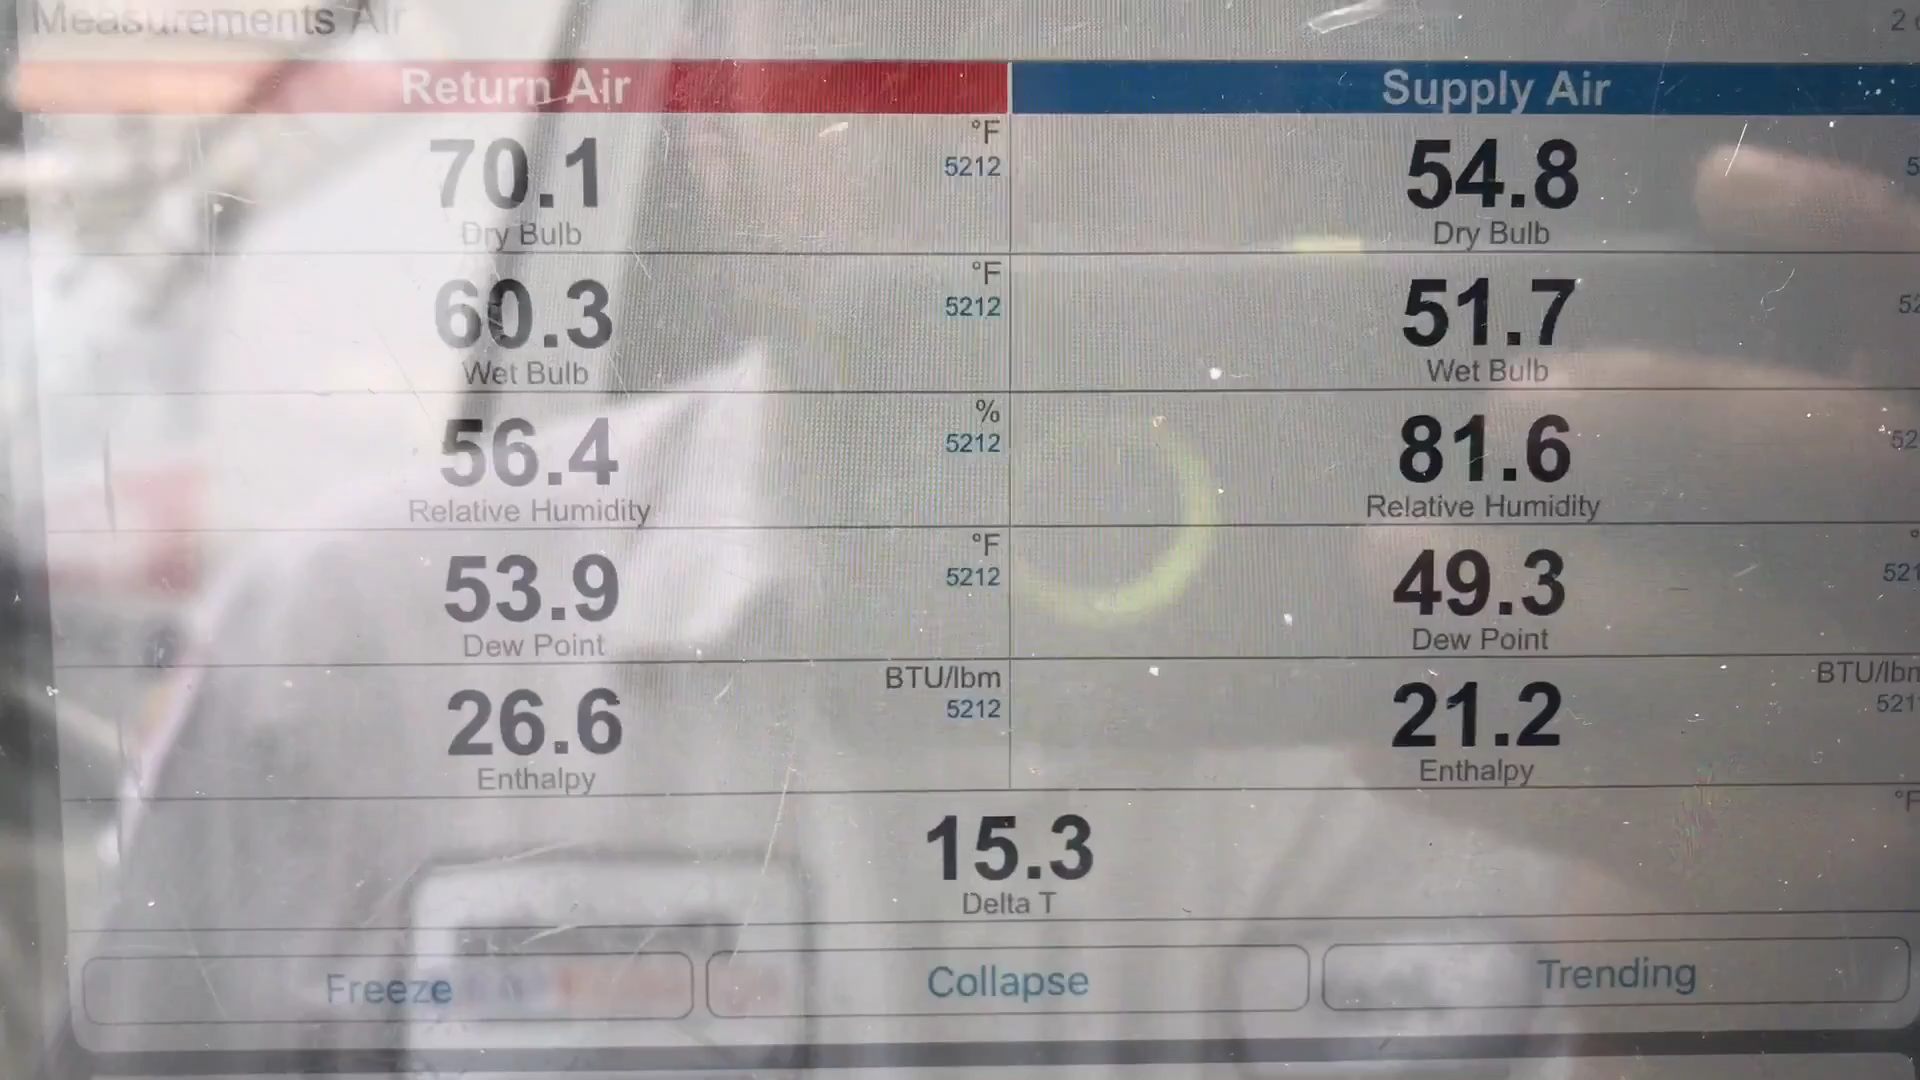 Measurements Air
2
Return Air
Supply Air
70.1
°F
5212
Dry Bulb
54.8
Dry Bulb
60.3
°F
5212
Wet Bulb
51.7
Wet Bulb
56.4
%
5212
Relative Humidity
81.6
Relative Humidity
53.9
°F
5212
Dew Point
49.3
Dew Point
26.6
BTU/lbm
5212
Enthalpy
21.2
BTU/lbm
Enthalpy
15.3
°F
Delta T
Freeze
Collapse
Trending